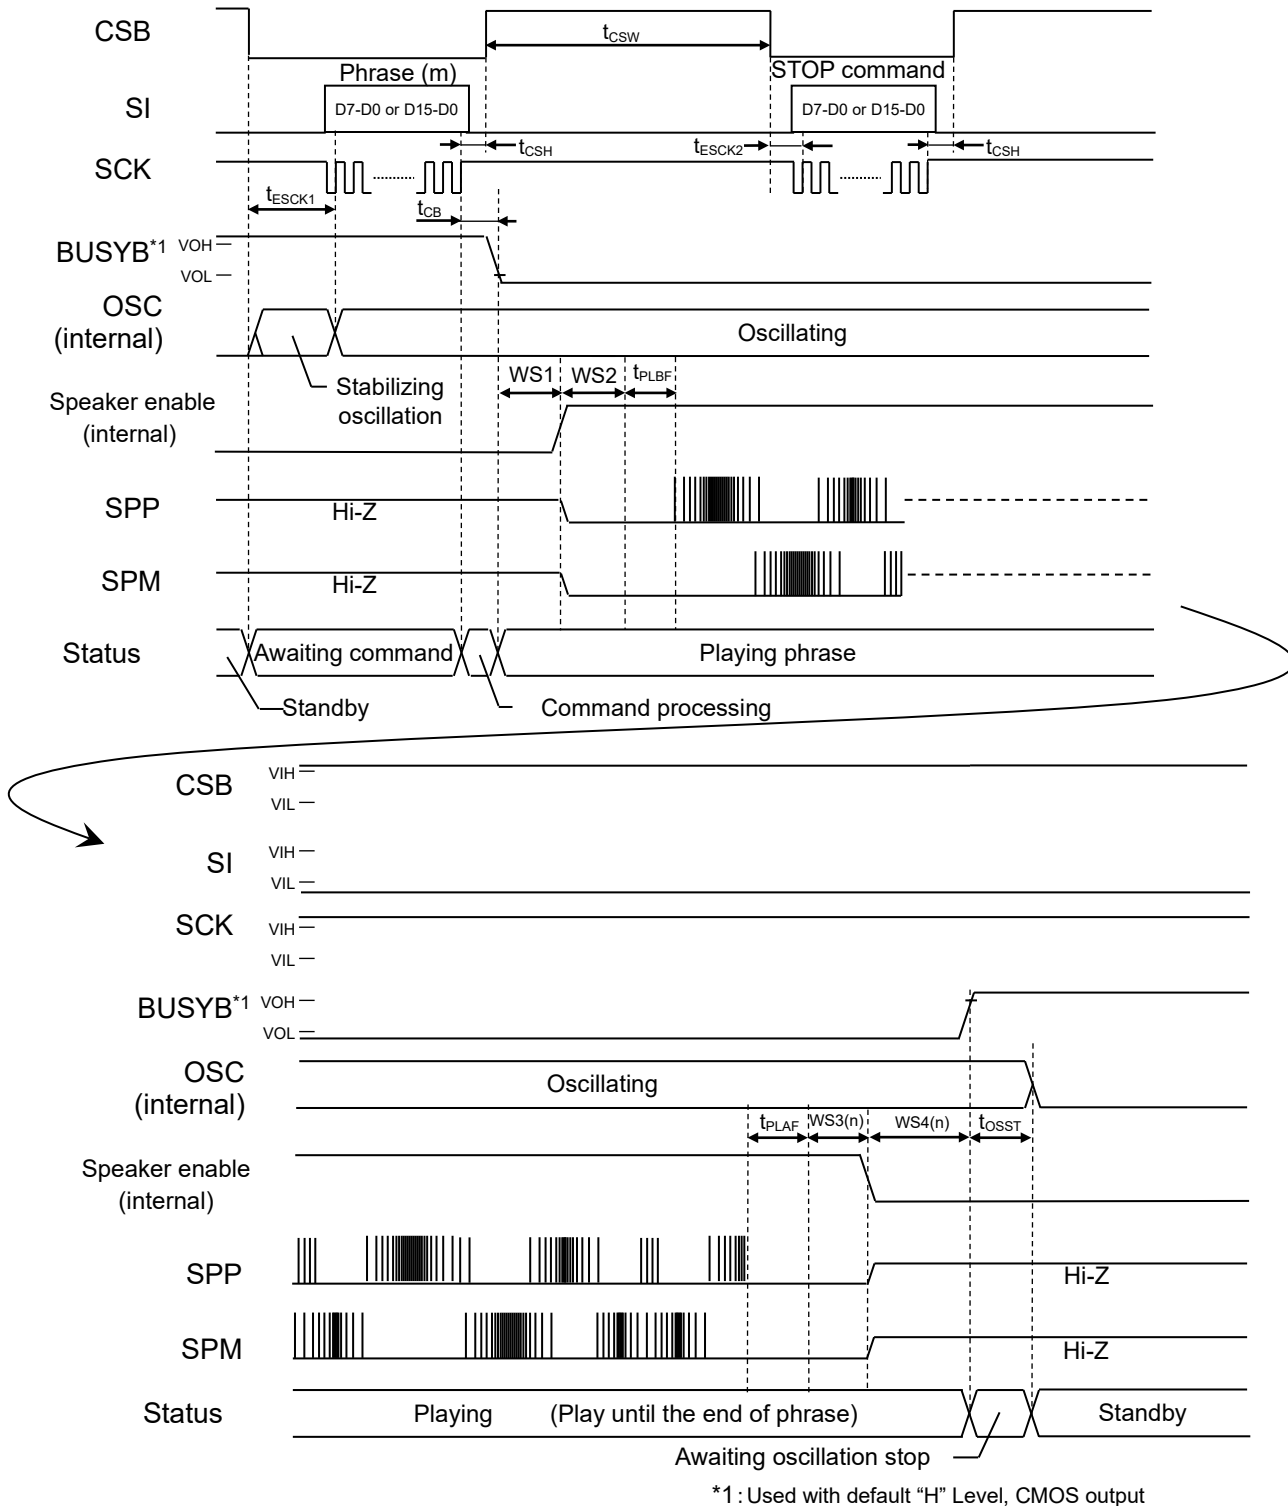 CSB
tCSW
Phrase (m)
STOP command
SI
D7-D0 or D15-D0
D7-D0 or D15-D0
tCSH
tESCK2
tCSH
SCK
tESCK1
tCB
BUSYB*1
VOH
VOL
OSC
(internal)
Oscillating
WS1
WS2
tPLBF
Stabilizing
oscillation
Speaker enable
(internal)
SPP
Hi-Z
SPM
Hi-Z
Status
Awaiting command
Playing phrase
Standby
Command processing
CSB
VIH
VIL
SI
VIH
VIL
SCK
VIH
VIL
BUSYB*1
VOH
VOL
OSC
(internal)
Oscillating
tPLAF
WS3(n)
WS4(n)
tOSST
Speaker enable
(internal)
SPP
Hi-Z
SPM
Hi-Z
Status
Playing (Play until the end of phrase)
Standby
Awaiting oscillation stop
*1: Used with default “H” Level, CMOS output